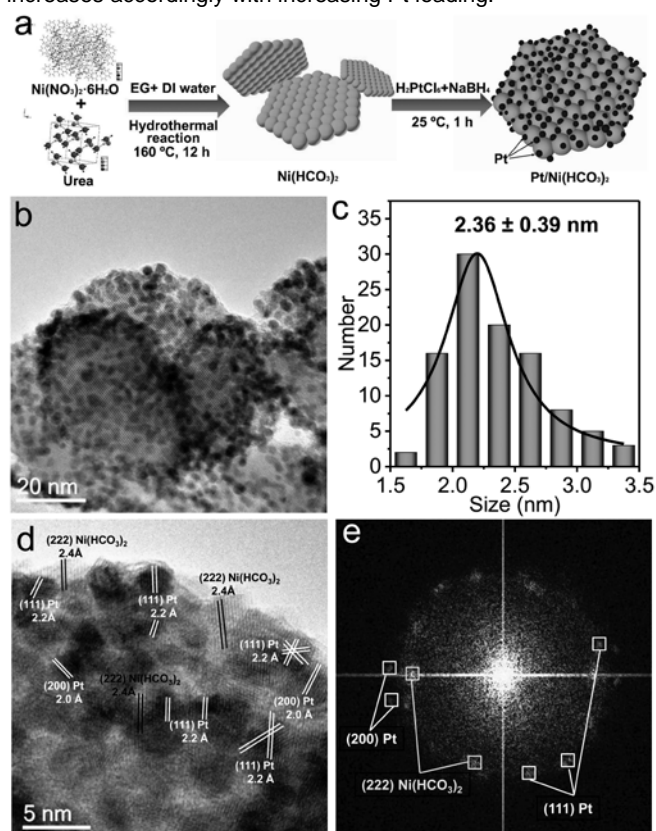 increases accordingly with increasing Pt loading.
a
Ni(NO₃)₂·6H₂O
+
Urea
EG+ DI water
Hydrothermal
reaction
160 ºC, 12 h
Ni(HCO₃)₂
H₂PtCl₆+NaBH₄
25 ºC, 1 h
Pt
Pt/Ni(HCO₃)₂
b
20 nm
c
2.36 ± 0.39 nm
Number
35
30
25
20
15
10
5
0
1.5 2.0 2.5 3.0 3.5
Size (nm)
d
(222) Ni(HCO₃)₂
2.4Å
(111) Pt
2.2Å
(111) Pt
2.2 Å
(222) Ni(HCO₃)₂
2.4Å
(111) Pt
2.2 Å
(200) Pt
2.0 Å
(222) Ni(HCO₃)₂
2.4Å
(111) Pt
2.2 Å
(200) Pt
2.0 Å
(111) Pt
2.2 Å
5 nm
e
(200) Pt
(222) Ni(HCO₃)₂
(111) Pt